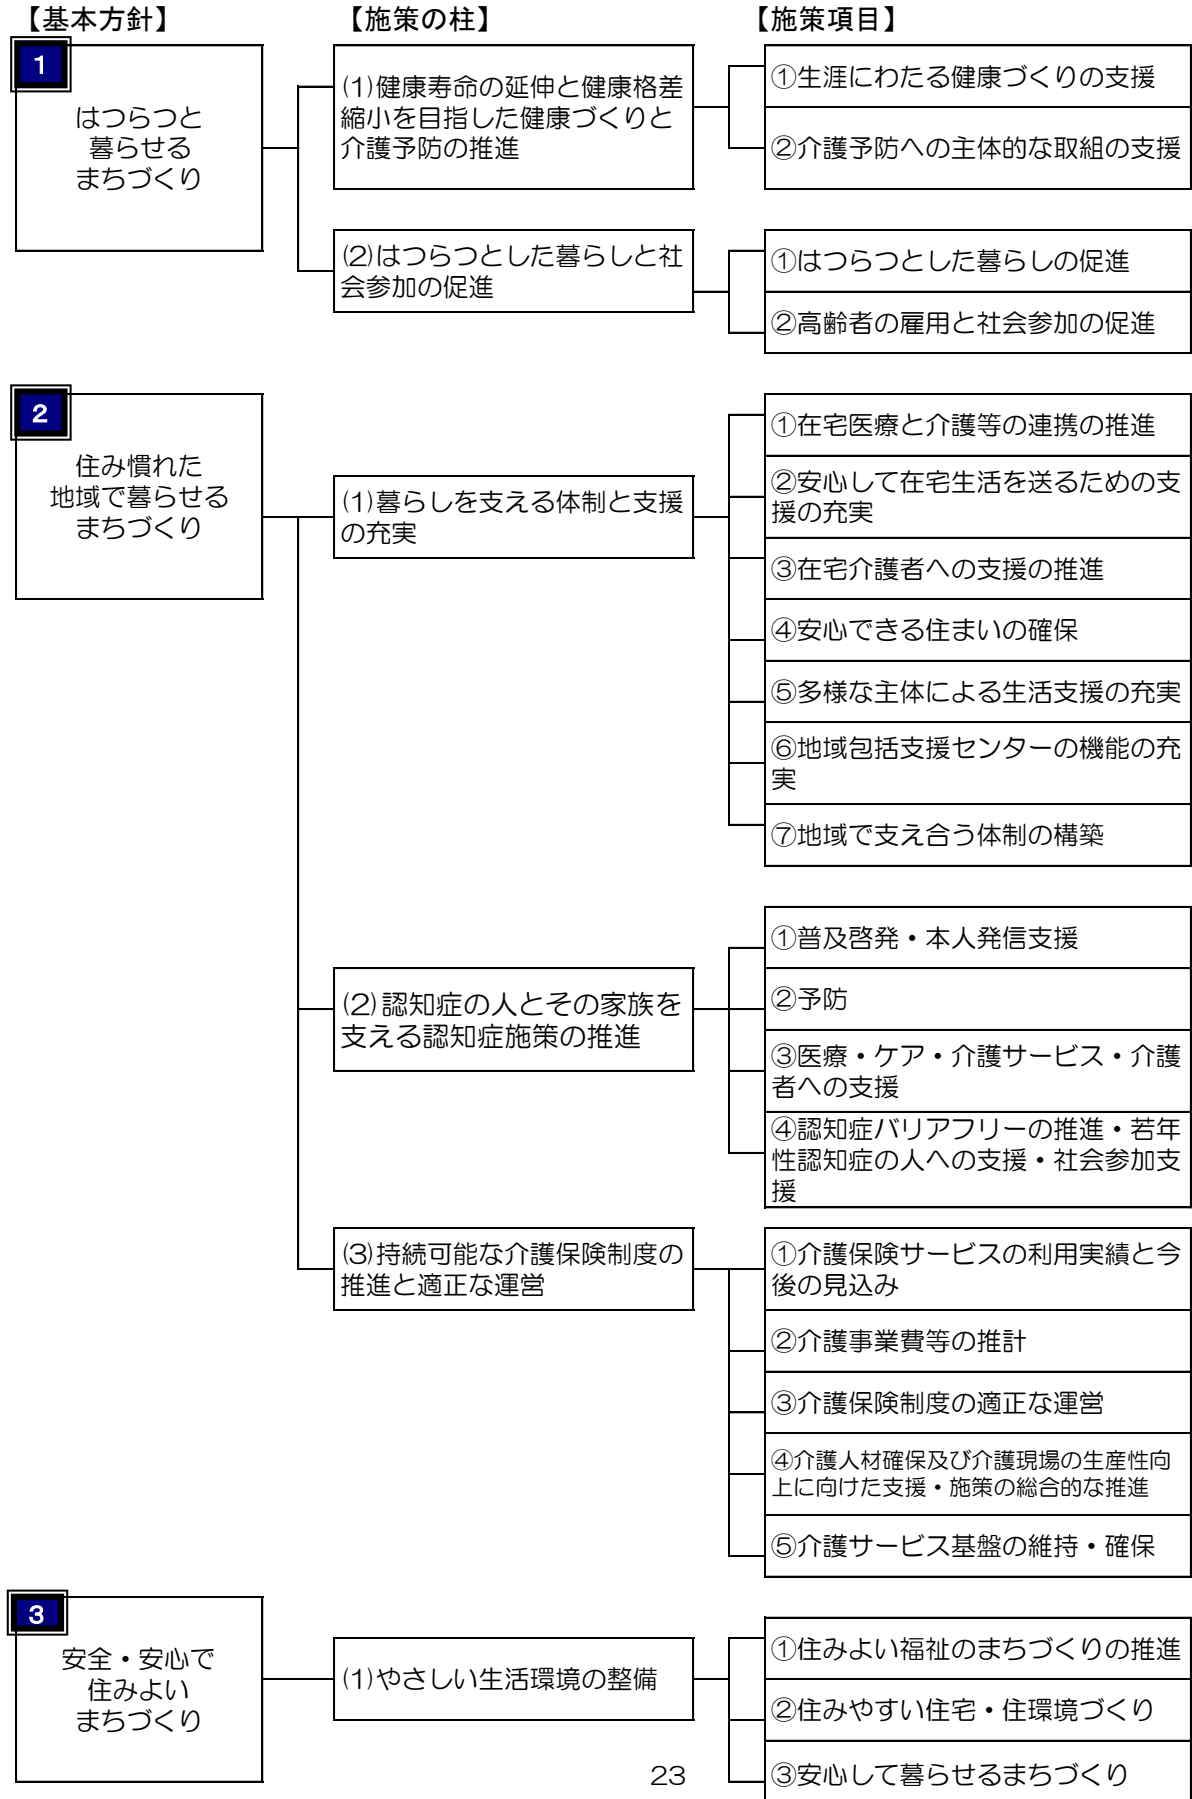 【基本方針】
【施策の柱】
【施策項目】
1
はつらつと
暮らせる
まちづくり
(1)健康寿命の延伸と健康格差
縮小を目指した健康づくりと
介護予防の推進
①生涯にわたる健康づくりの支援
②介護予防への主体的な取組の支援
(2)はつらつとした暮らしと社
会参加の促進
①はつらつとした暮らしの促進
②高齢者の雇用と社会参加の促進
2
住み慣れた
地域で暮らせる
まちづくり
(1)暮らしを支える体制と支援
の充実
①在宅医療と介護等の連携の推進
②安心して在宅生活を送るための支
援の充実
③在宅介護者への支援の推進
④安心できる住まいの確保
⑤多様な主体による生活支援の充実
⑥地域包括支援センターの機能の充
実
⑦地域で支え合う体制の構築
(2)認知症の人とその家族を
支える認知症施策の推進
①普及啓発・本人発信支援
②予防
③医療・ケア・介護サービス・介護
者への支援
④認知症バリアフリーの推進・若年
性認知症の人への支援・社会参加支
援
(3)持続可能な介護保険制度の
推進と適正な運営
①介護保険サービスの利用実績と今
後の見込み
②介護事業費等の推計
③介護保険制度の適正な運営
④介護人材確保及び介護現場の生産性向
上に向けた支援・施策の総合的な推進
⑤介護サービス基盤の維持・確保
3
安全・安心で
住みよい
まちづくり
(1)やさしい生活環境の整備
①住みよい福祉のまちづくりの推進
②住みやすい住宅・住環境づくり
③安心して暮らせるまちづくり
23